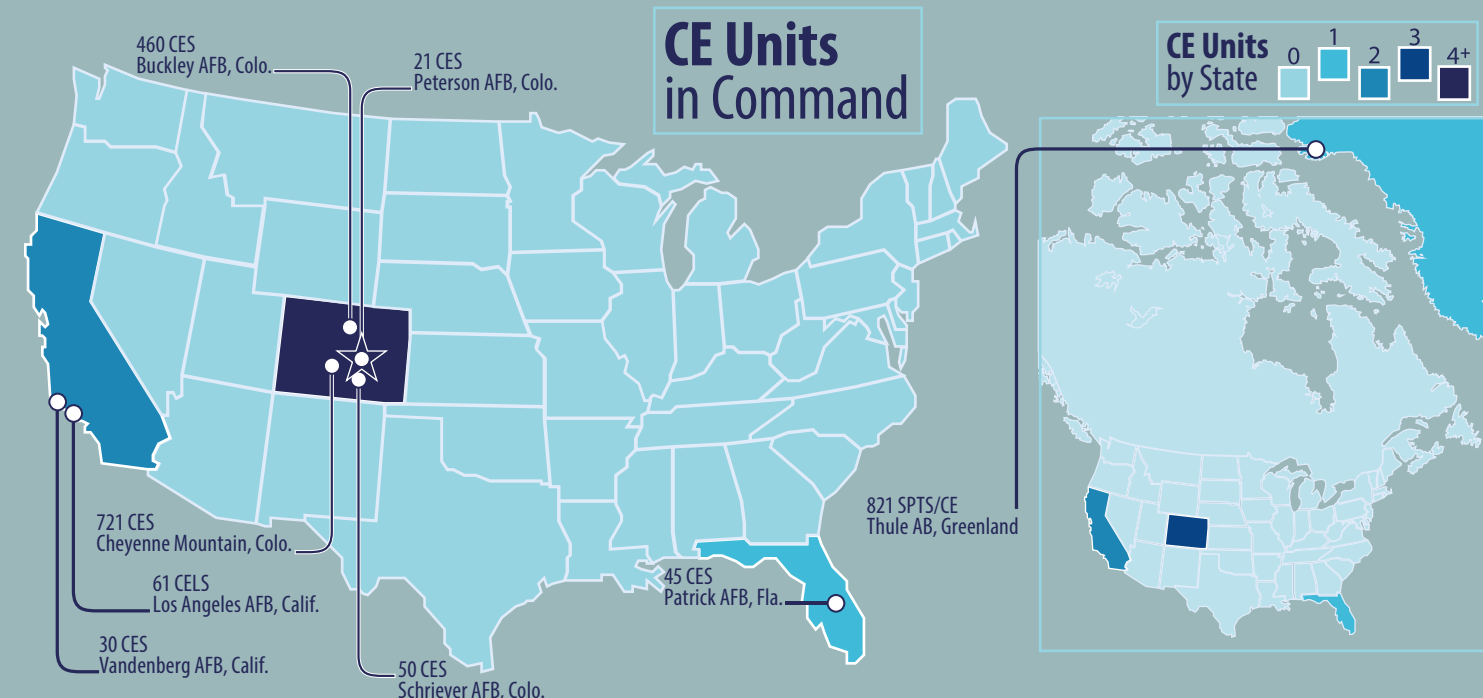 CE Units
in Command
CE Units
by State
0
1
2
3
4+
460 CES
Buckley AFB, Colo.
21 CES
Peterson AFB, Colo.
721 CES
Cheyenne Mountain, Colo.
61 CELS
Los Angeles AFB, Calif.
30 CES
Vandenberg AFB, Calif.
50 CES
Schriever AFB, Colo.
45 CES
Patrick AFB, Fla.
821 SPTS/CE
Thule AB, Greenland